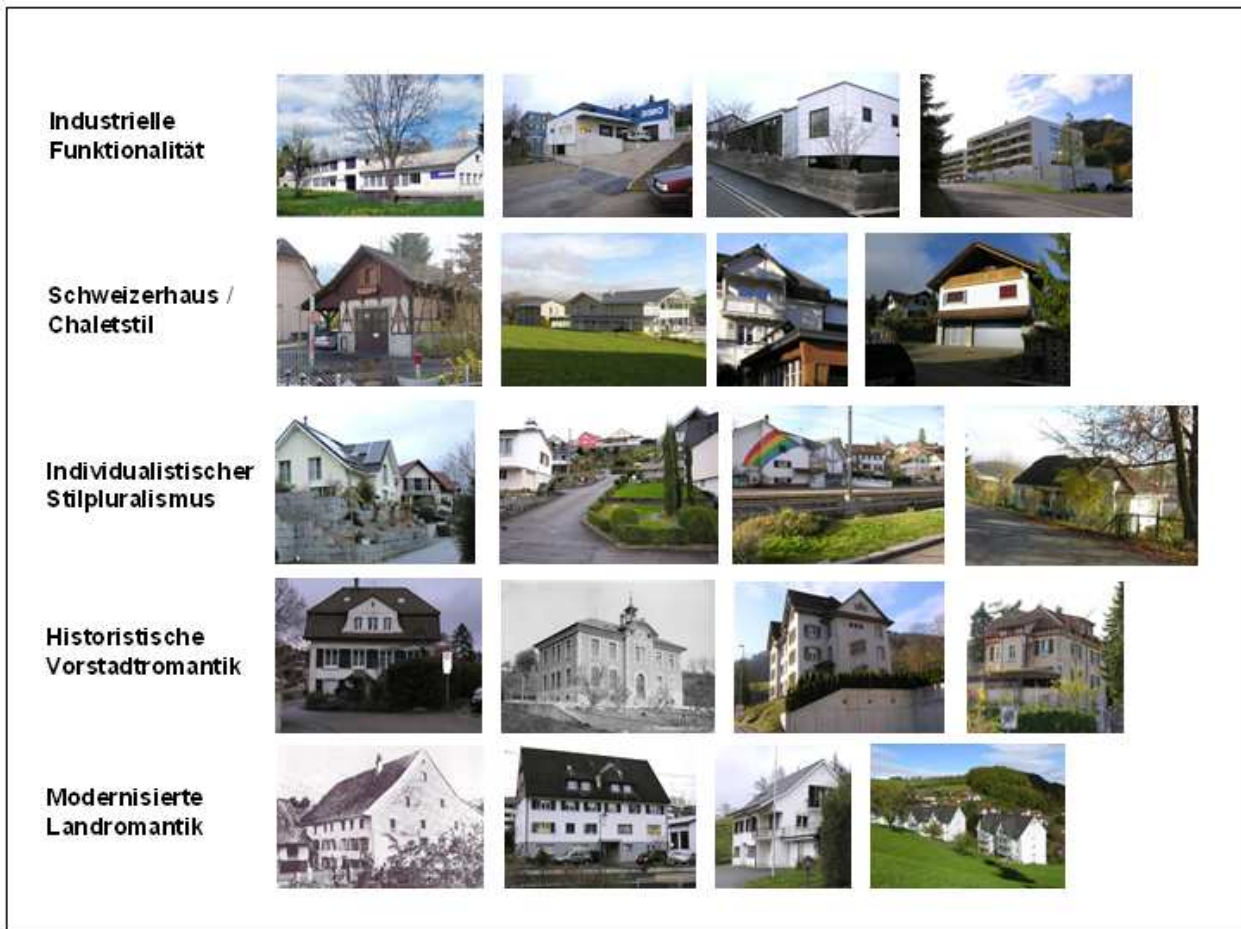 Industrielle
Funktionalität
Schweizerhaus /
Chaletstil
Individualistischer
Stilpluralismus
Historistische
Vorstadtromantik
Modernisierte
Landromantik